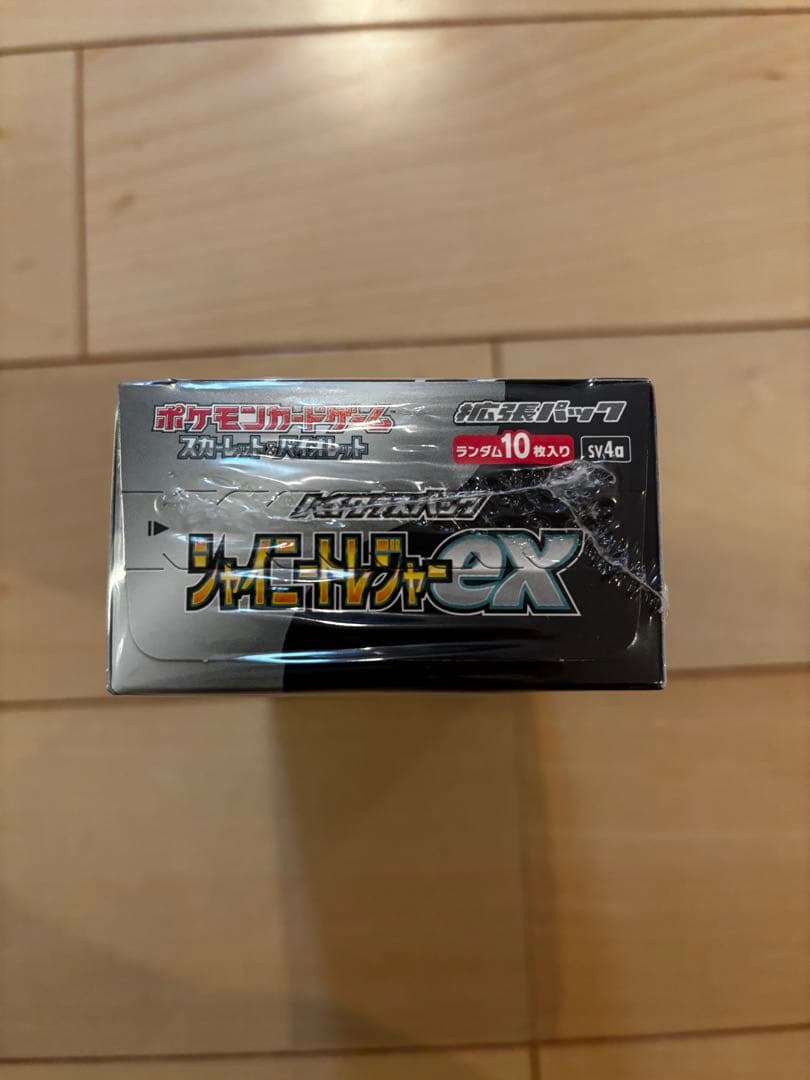 ポケモンカードゲーム™ 拡張パック
スカーレット&バイオレット ランダム10枚入り SV4a
ハイクラスパック
シャイニートレジャーex